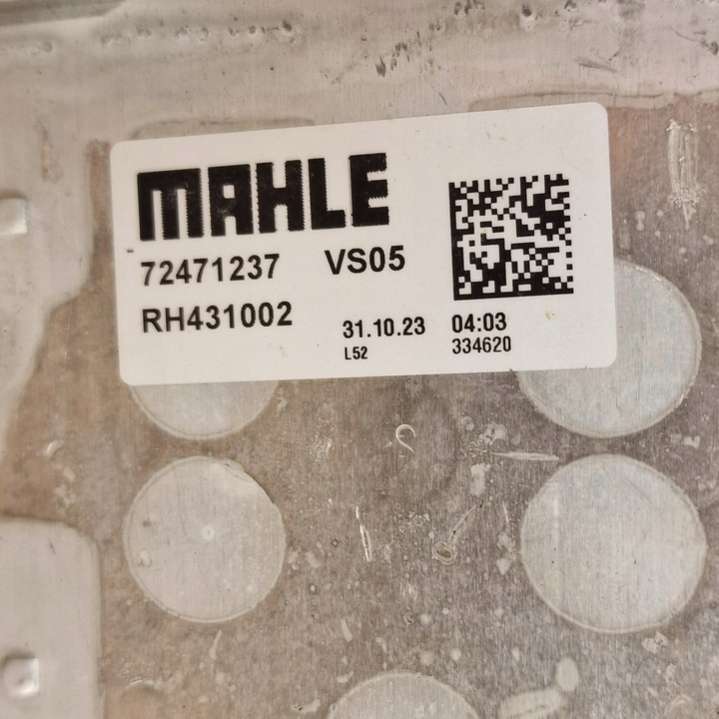 MAHLE
72471237 VS05
RH431002
31.10.23 04:03
L52 334620